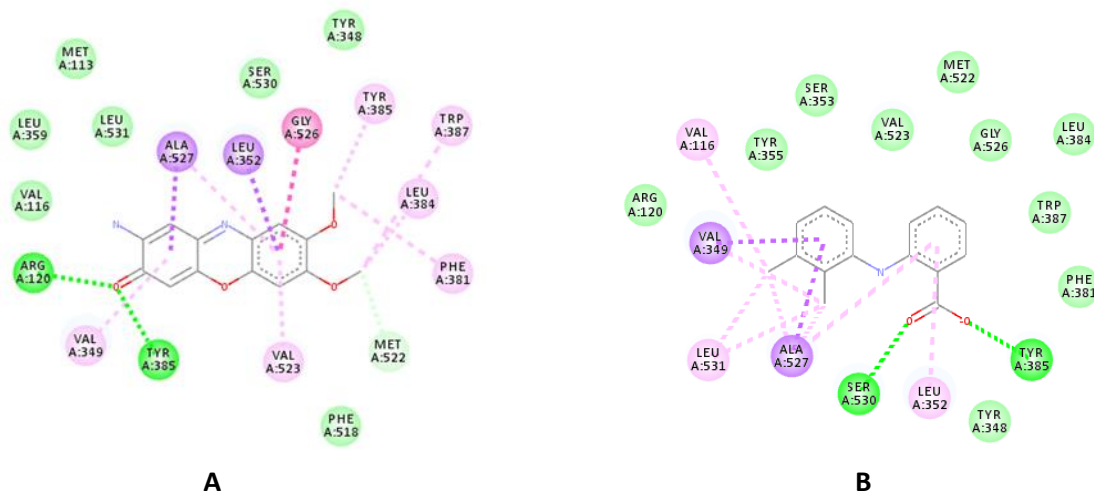 TYR
A:348
MET
A:113
SER
A:530
TYR
A:385
TRP
A:387
LEU
A:359
LEU
A:531
GLY
A:526
ALA
A:527
LEU
A:352
VAL
A:116
LEU
A:384
N
N
O
ARG
A:120
O
O
O
PHE
A:381
VAL
A:349
TYR
A:385
VAL
A:523
MET
A:522
PHE
A:518
A
MET
A:522
SER
A:353
VAL
A:116
VAL
A:523
TYR
A:355
GLY
A:526
LEU
A:384
ARG
A:120
TRP
A:387
VAL
A:349
N
PHE
A:381
O
-O
LEU
A:531
ALA
A:527
TYR
A:385
SER
A:530
LEU
A:352
TYR
A:348
B